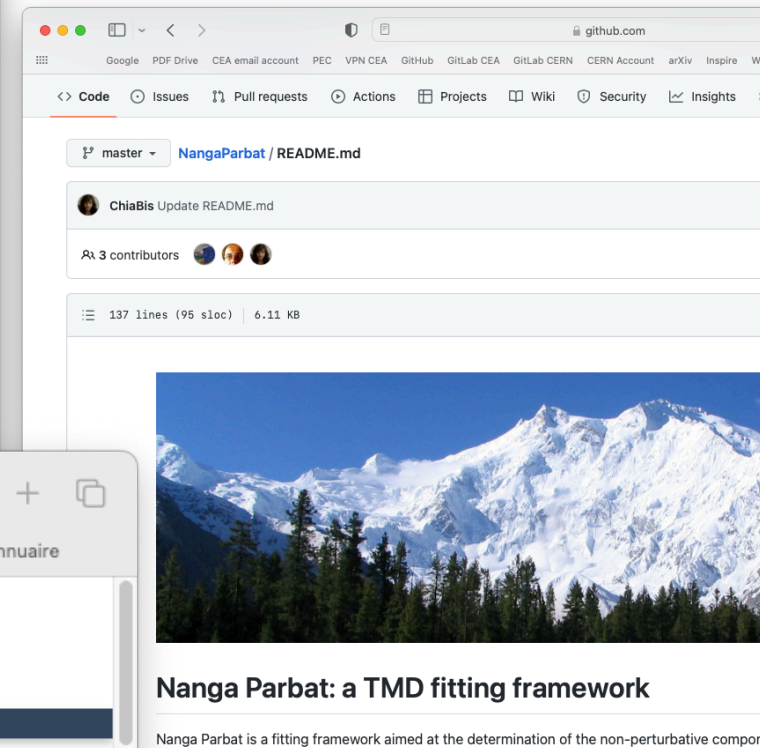 github.com
Google PDF Drive CEA email account PEC VPN CEA GitHub GitLab CEA GitLab CERN CERN Account arXiv Inspire
Code Issues Pull requests Actions Projects Wiki Security Insights
master NangaParbat / README.md
ChiaBis Update README.md
3 contributors
137 lines (95 sloc) 6.11 KB
nnuaire
Nanga Parbat: a TMD fitting framework
Nanga Parbat is a fitting framework aimed at the determination of the non-perturbative compo